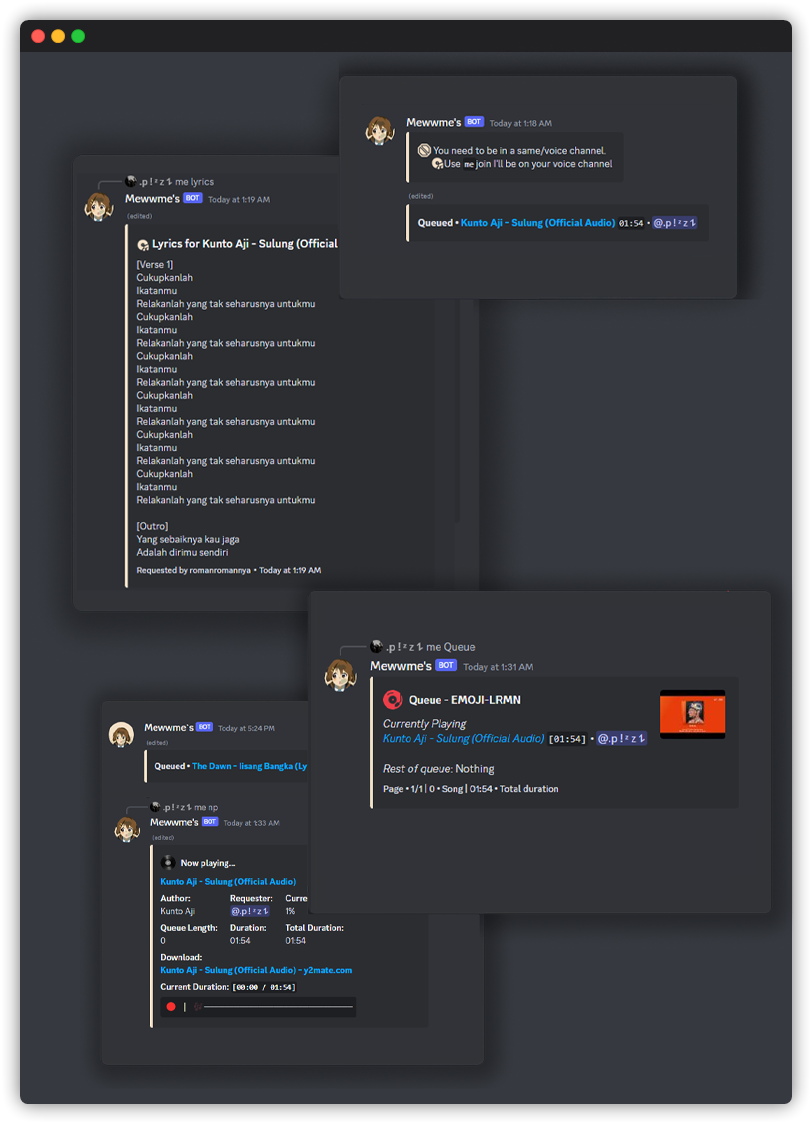 Mewwme's BOT Today at 1:18 AM
You need to be in a same/voice channel.
Use me join I'll be on your voice channel
(edited)
Queued • Kunto Aji - Sulung (Official Audio) 01:54 • @.p!ᶻz
.p!ᶻz me lyrics
Mewwme's BOT Today at 1:19 AM
(edited)
Lyrics for Kunto Aji - Sulung (Official
[Verse 1]
Cukupkanlah
Ikatanmu
Relakanlah yang tak seharusnya untukmu
Cukupkanlah
Ikatanmu
Relakanlah yang tak seharusnya untukmu
Cukupkanlah
Ikatanmu
Relakanlah yang tak seharusnya untukmu
Cukupkanlah
Ikatanmu
Relakanlah yang tak seharusnya untukmu
Cukupkanlah
Ikatanmu
Relakanlah yang tak seharusnya untukmu
Cukupkanlah
Ikatanmu
Relakanlah yang tak seharusnya untukmu
[Outro]
Yang sebaiknya kau jaga
Adalah dirimu sendiri
Requested by romanromannya • Today at 1:19 AM
.p!ᶻz me Queue
Mewwme's BOT Today at 1:31 AM
Queue - EMOJI-LRMN
Currently Playing
Kunto Aji - Sulung (Official Audio) [01:54] • @.p!ᶻz
Rest of queue: Nothing
Page • 1/1 | 0 • Song | 01:54 • Total duration
Mewwme`s BOT Today at 5:24 PM
(edited)
Queued • The Dawn - Iisang Bangka (Ly
.p!ᶻz me np
Mewwme's BOT Today at 1:33 AM
(edited)
Now playing...
Kunto Aji - Sulung (Official Audio)
Author: Requester: Curre
Kunto Aji @.p!ᶻz 1%
Queue Length: Duration: Total Duration:
0 01:54 01:54
Download:
Kunto Aji - Sulung (Official Audio) - y2mate.com
Current Duration: [00:00 / 01:54]